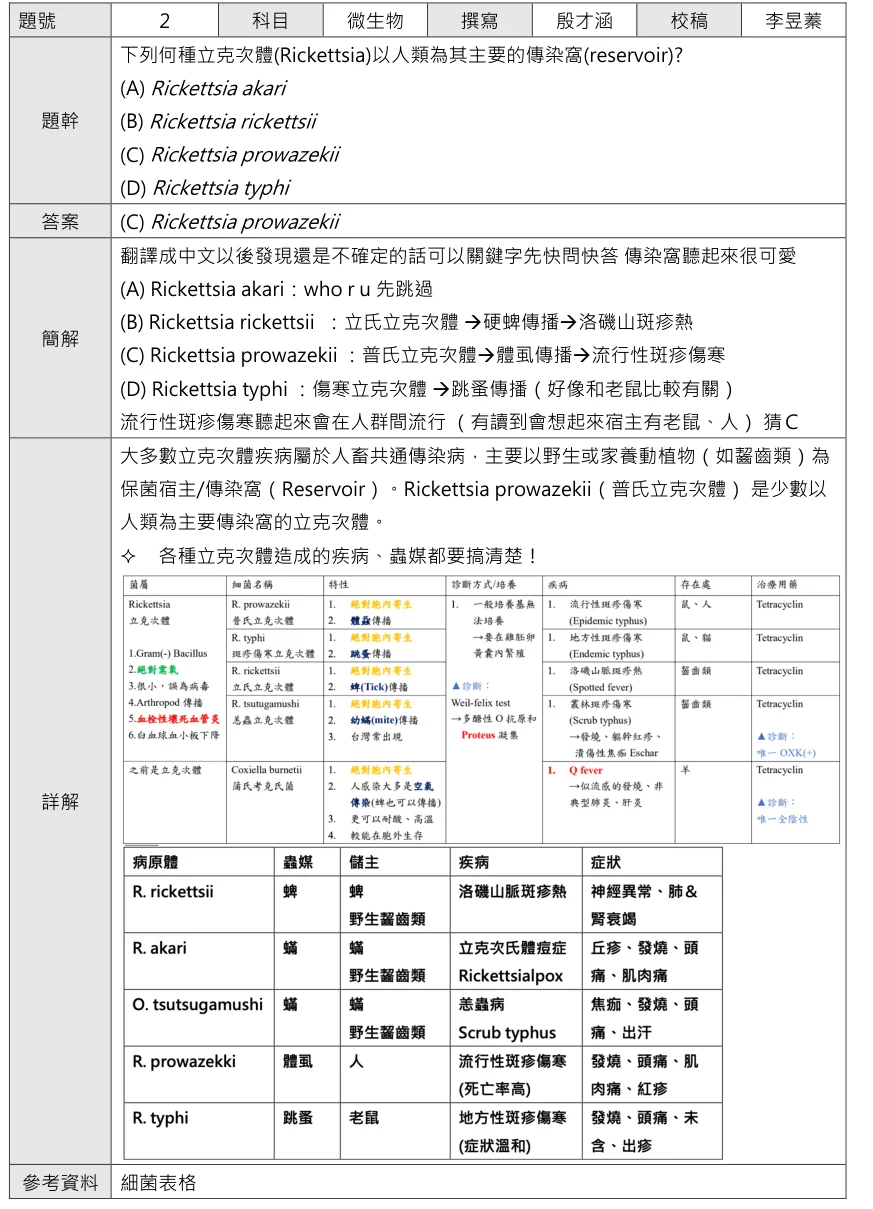 題號 2 科目 微生物 撰寫 殷才涵 校稿 李昱蓁
題幹
下列何種立克次體(Rickettsia)以人類為其主要的傳染窩(reservoir)?
(A) Rickettsia akari
(B) Rickettsia rickettsii
(C) Rickettsia prowazekii
(D) Rickettsia typhi
答案 (C) Rickettsia prowazekii
簡解
翻譯成中文以後發現還是不確定的話可以關鍵字先快問快答 傳染窩聽起來很可愛
(A) Rickettsia akari：who r u 先跳過
(B) Rickettsia rickettsii ：立氏立克次體 →硬蜱傳播→洛磯山斑疹熱
(C) Rickettsia prowazekii ：普氏立克次體→體虱傳播→流行性斑疹傷寒
(D) Rickettsia typhi ：傷寒立克次體 →跳蚤傳播（好像和老鼠比較有關）
流行性斑疹傷寒聽起來會在人群間流行 （有讀到會想起來宿主有老鼠、人） 猜C
詳解
大多數立克次體疾病屬於人畜共通傳染病，主要以野生或家養動植物（如齧齒類）為
保菌宿主/傳染窩（Reservoir）。Rickettsia prowazekii（普氏立克次體） 是少數以
人類為主要傳染窩的立克次體。
✧ 各種立克次體造成的疾病、蟲媒都要搞清楚！
菌屬 細菌名稱 特性 診斷方式/培養 疾病 存在處 治療用藥
Rickettsia
立克次體
1.Gram(-) Bacillus
2.絕對需氧
3.很小，誤為病毒
4.Arthropod 傳播
5.血栓性壞死血管炎
6.白血球血小板下降
R. prowazekii
普氏立克次體
1. 絕對胞內寄生
2. 體蝨傳播
1. 一般培養基無
法培養
→要在雞胚卵
黃囊內繁殖
▲診斷：
Weil-felix test
→多醣性 O 抗原和
Proteus 凝集
1. 流行性斑疹傷寒
(Epidemic typhus)
鼠、人
Tetracyclin
R. typhi
斑疹傷寒立克次體
1. 絕對胞內寄生
2. 跳蚤傳播
1. 地方性斑疹傷寒
(Endemic typhus)
鼠、貓
Tetracyclin
R. rickettsii
立氏立克次體
1. 絕對胞內寄生
2. 蜱(Tick)傳播
1. 洛磯山脈斑疹熱
(Spotted fever)
齧齒類
Tetracyclin
R. tsutsugamushi
恙蟲立克次體
1. 絕對胞內寄生
2. 幼蟎(mite)傳播
3. 台灣常出現
1. 叢林斑疹傷寒
(Scrub typhus)
→發燒、軀幹紅疹、
潰傷性焦痂 Eschar
齧齒類
Tetracyclin
▲診斷：
唯一 OXK(+)
之前是立克次體
Coxiella burnetii
蒲氏考克氏菌
1. 絕對胞內寄生
2. 人感染大多是空氣
傳染(蜱也可以傳播)
3. 更可以耐酸、高溫
4. 較能在胞外生存
1. Q fever
→似流感的發燒、非
典型肺炎、肝炎
羊
Tetracyclin
▲診斷：
唯一全陰性
病原體 蟲媒 儲主 疾病 症狀
R. rickettsii 蜱 蜱 洛磯山脈斑疹熱 神經異常、肺＆
野生齧齒類 腎衰竭
R. akari 蟎 蟎 立克次氏體痘症 丘疹、發燒、頭
野生齧齒類 Rickettsialpox 痛、肌肉痛
O. tsutsugamushi 蟎 蟎 恙蟲病 焦痂、發燒、頭
野生齧齒類 Scrub typhus 痛、出汗
R. prowazekki 體虱 人 流行性斑疹傷寒 發燒、頭痛、肌
(死亡率高) 肉痛、紅疹
R. typhi 跳蚤 老鼠 地方性斑疹傷寒 發燒、頭痛、未
(症狀溫和) 含、出疹
參考資料 細菌表格